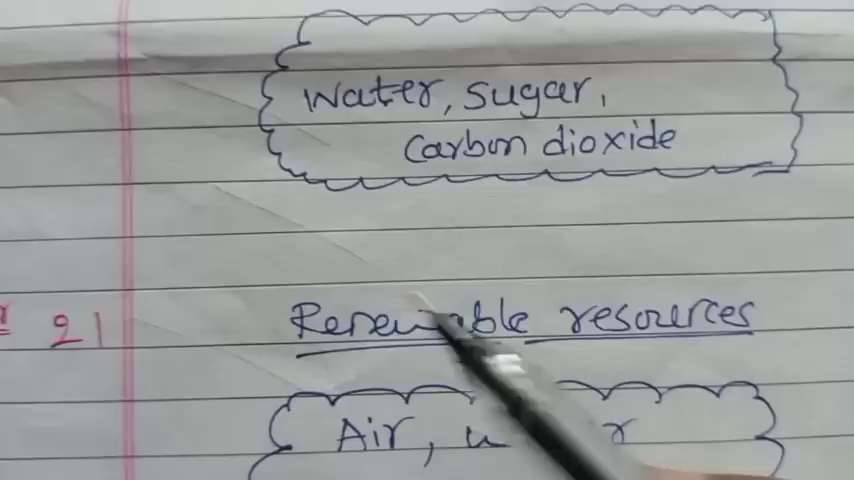 Water, Sugar,
Carbon dioxide
21 Renewable resources
Air,